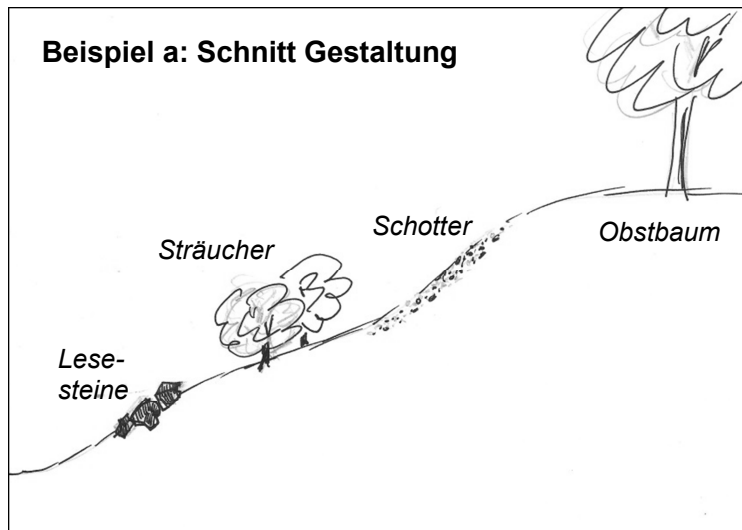 Beispiel a: Schnitt Gestaltung
Schotter
Sträucher
Obstbaum
Lese-
steine